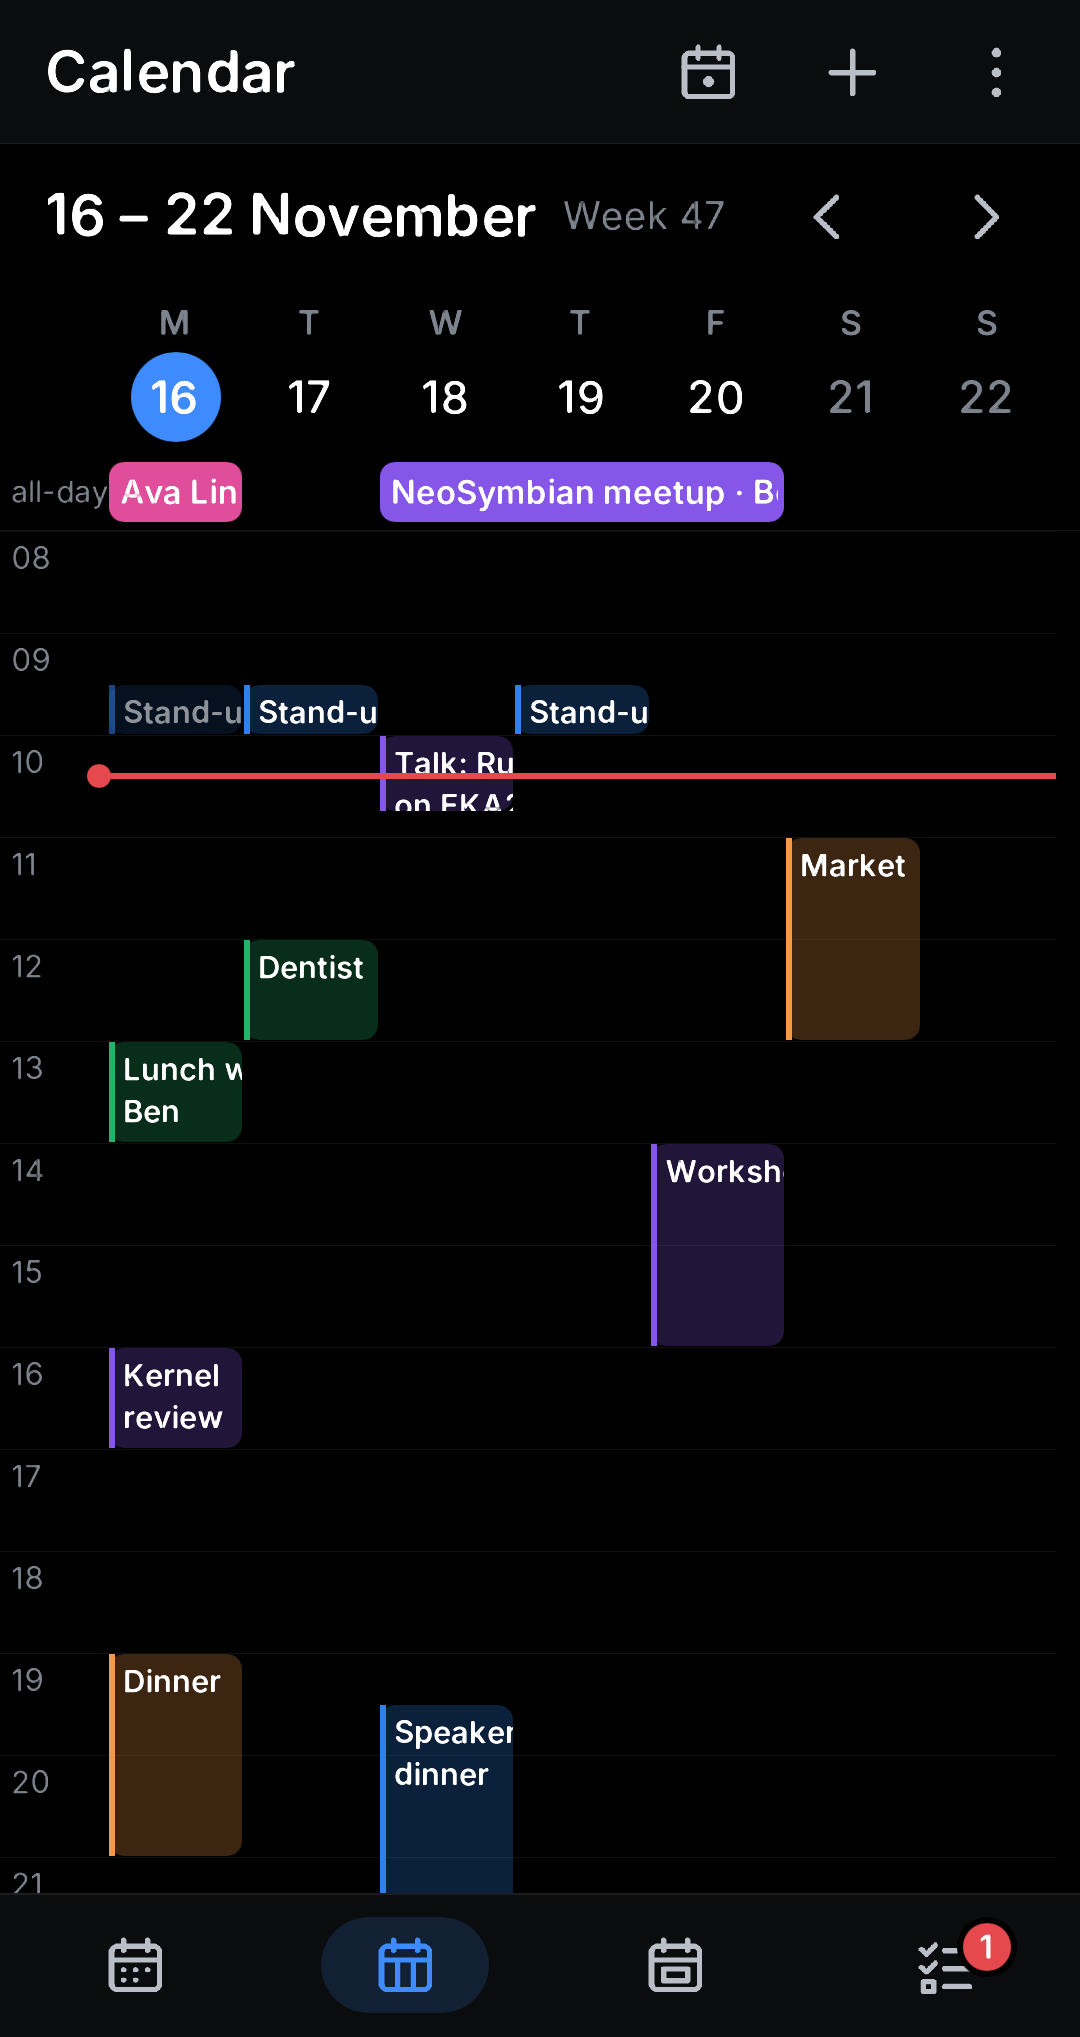 Calendar
16 – 22 November Week 47
M T W T F S S
16 17 18 19 20 21 22
all-day Ava Lin NeoSymbian meetup ·
08
09
Stand-u Stand-u Stand-u
10
Talk: Ru
on EKA2
11
Market
12
Dentist
13
Lunch w
Ben
14
Worksh
15
16
Kernel
review
17
18
19
Dinner
Speaker
dinner
20
21
1